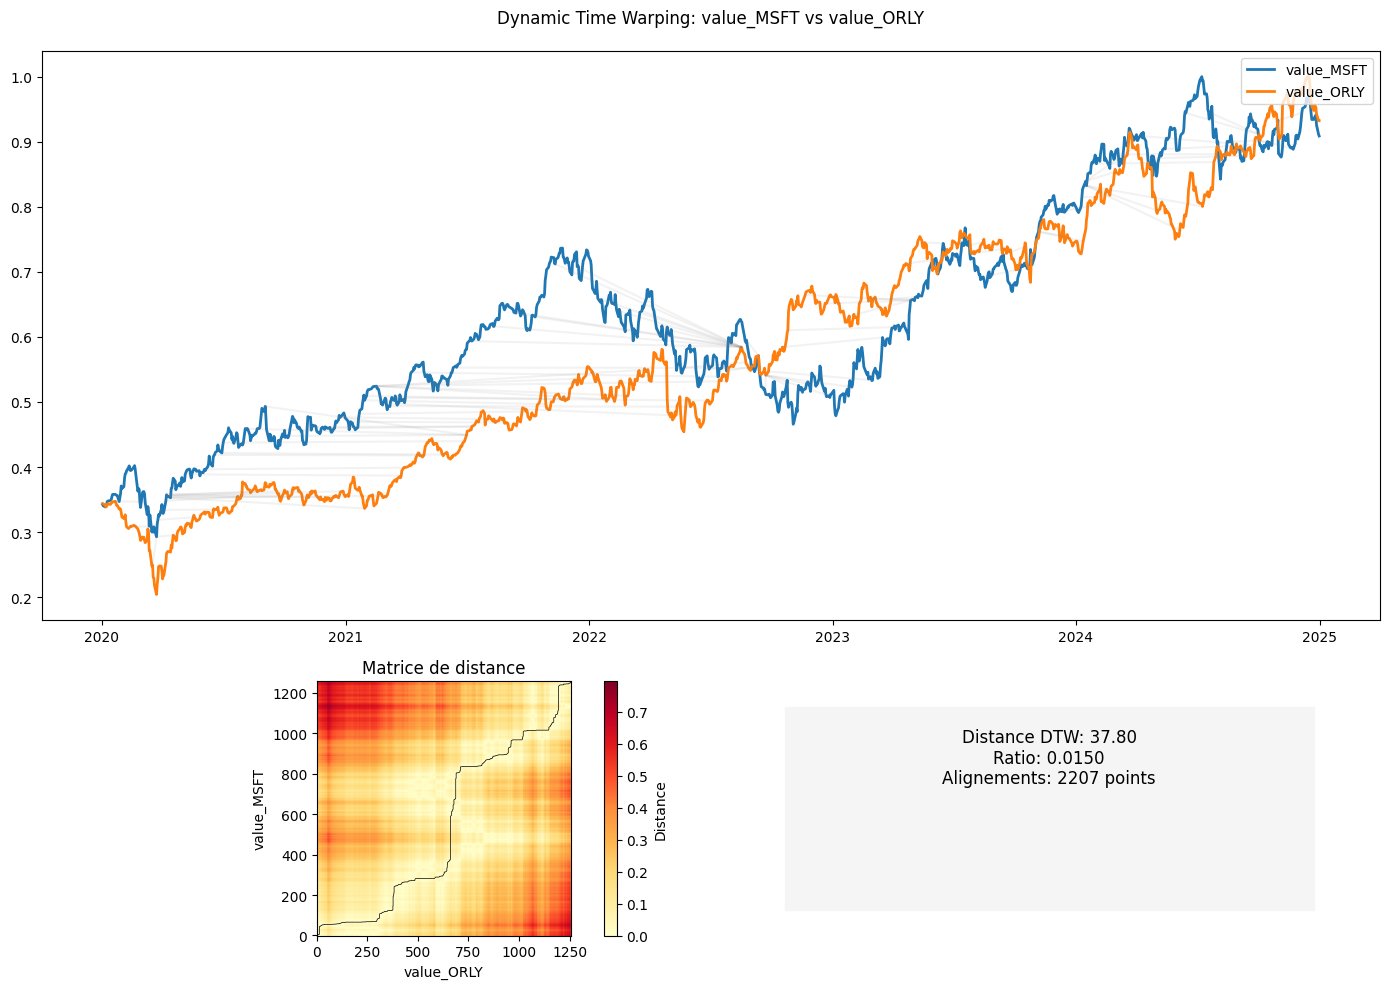 Dynamic Time Warping: value_MSFT vs value_ORLY
value_MSFT
value_ORLY
1.0
0.9
0.8
0.7
0.6
0.5
0.4
0.3
0.2
2020 2021 2022 2023 2024 2025
Matrice de distance
value_MSFT
1200
1000
800
600
400
200
0
0 250 500 750 1000 1250
value_ORLY
0.7
0.6
0.5
0.4
0.3
0.2
0.1
0.0
Distance
Distance DTW: 37.80
Ratio: 0.0150
Alignements: 2207 points